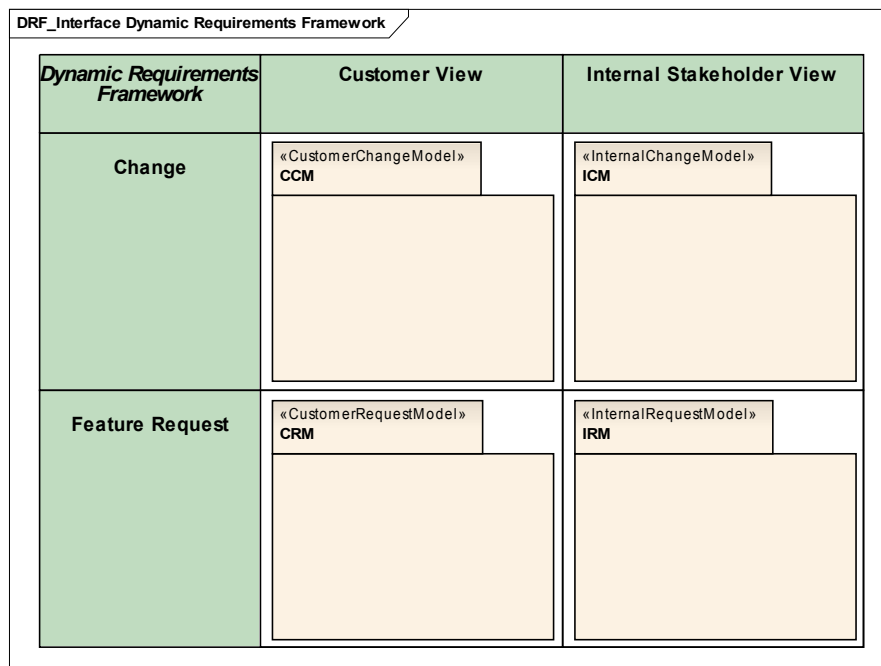 DRF_Interface Dynamic Requirements Framework
Dynamic Requirements
Framework
Customer View
Internal Stakeholder View
Change
«CustomerChangeModel»
CCM
«InternalChangeModel»
ICM
Feature Request
«CustomerRequestModel»
CRM
«InternalRequestModel»
IRM